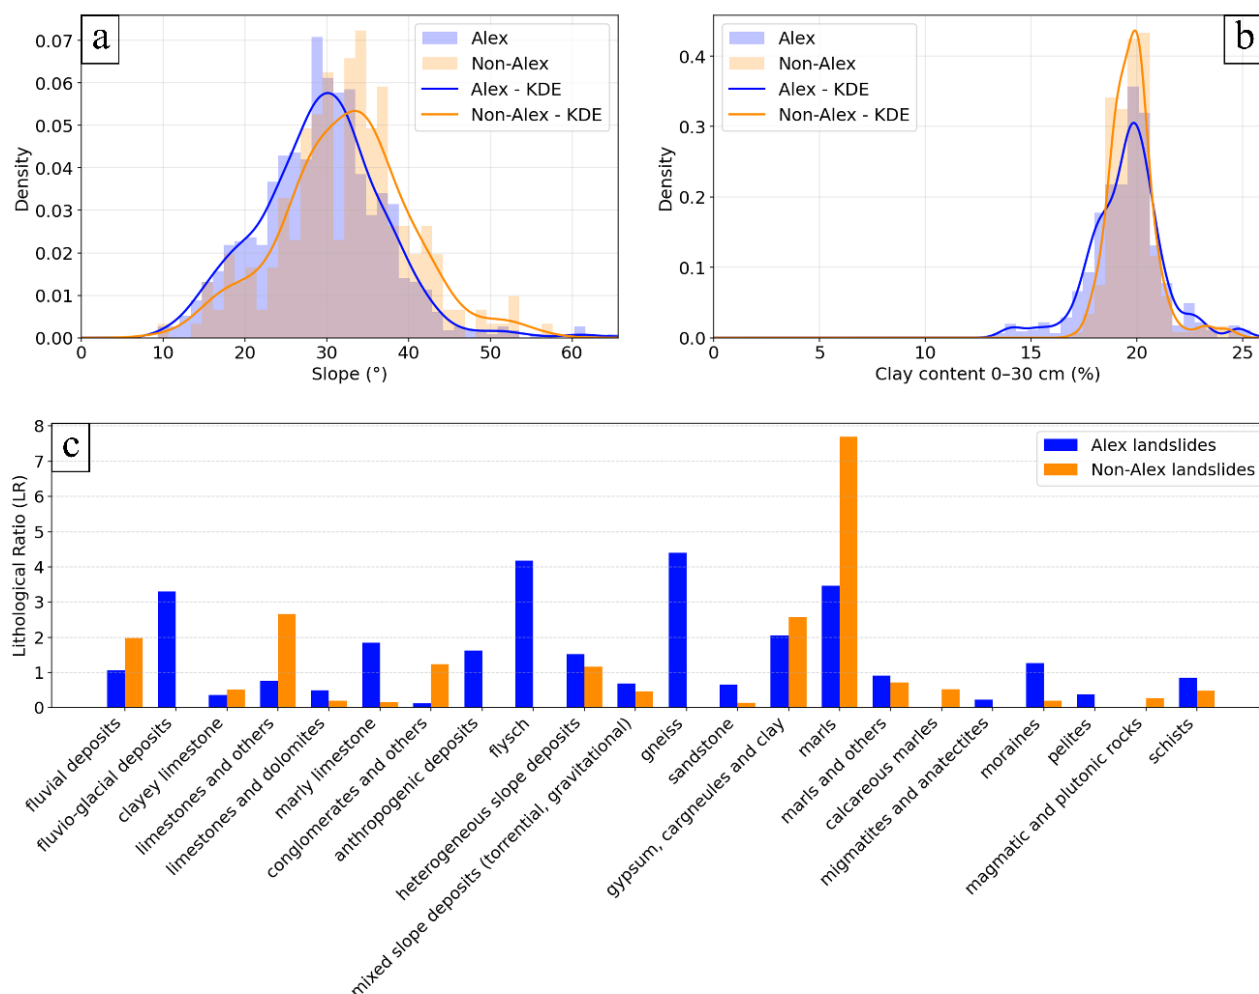 a
Alex
Non-Alex
Alex - KDE
Non-Alex - KDE
0.07
0.06
0.05
0.04
0.03
0.02
0.01
0.00
Density
0
10
20
30
40
50
60
Slope (°)
b
Alex
Non-Alex
Alex - KDE
Non-Alex - KDE
0.4
0.3
0.2
0.1
0.0
Density
0
5
10
15
20
25
Clay content 0–30 cm (%)
c
Alex landslides
Non-Alex landslides
8
7
6
5
4
3
2
1
0
Lithological Ratio (LR)
fluvial deposits
fluvio-glacial deposits
clayey limestone
limestones and others
limestones and dolomites
marly limestone
conglomerates and others
anthropogenic deposits
flysch
heterogeneous slope deposits
mixed slope deposits (torrential, gravitational)
gneiss
sandstone
gypsum, cargneules and clay
marls
marls and others
calcareous marles
migmatites and anatectites
moraines
pelites
magmatic and plutonic rocks
schists